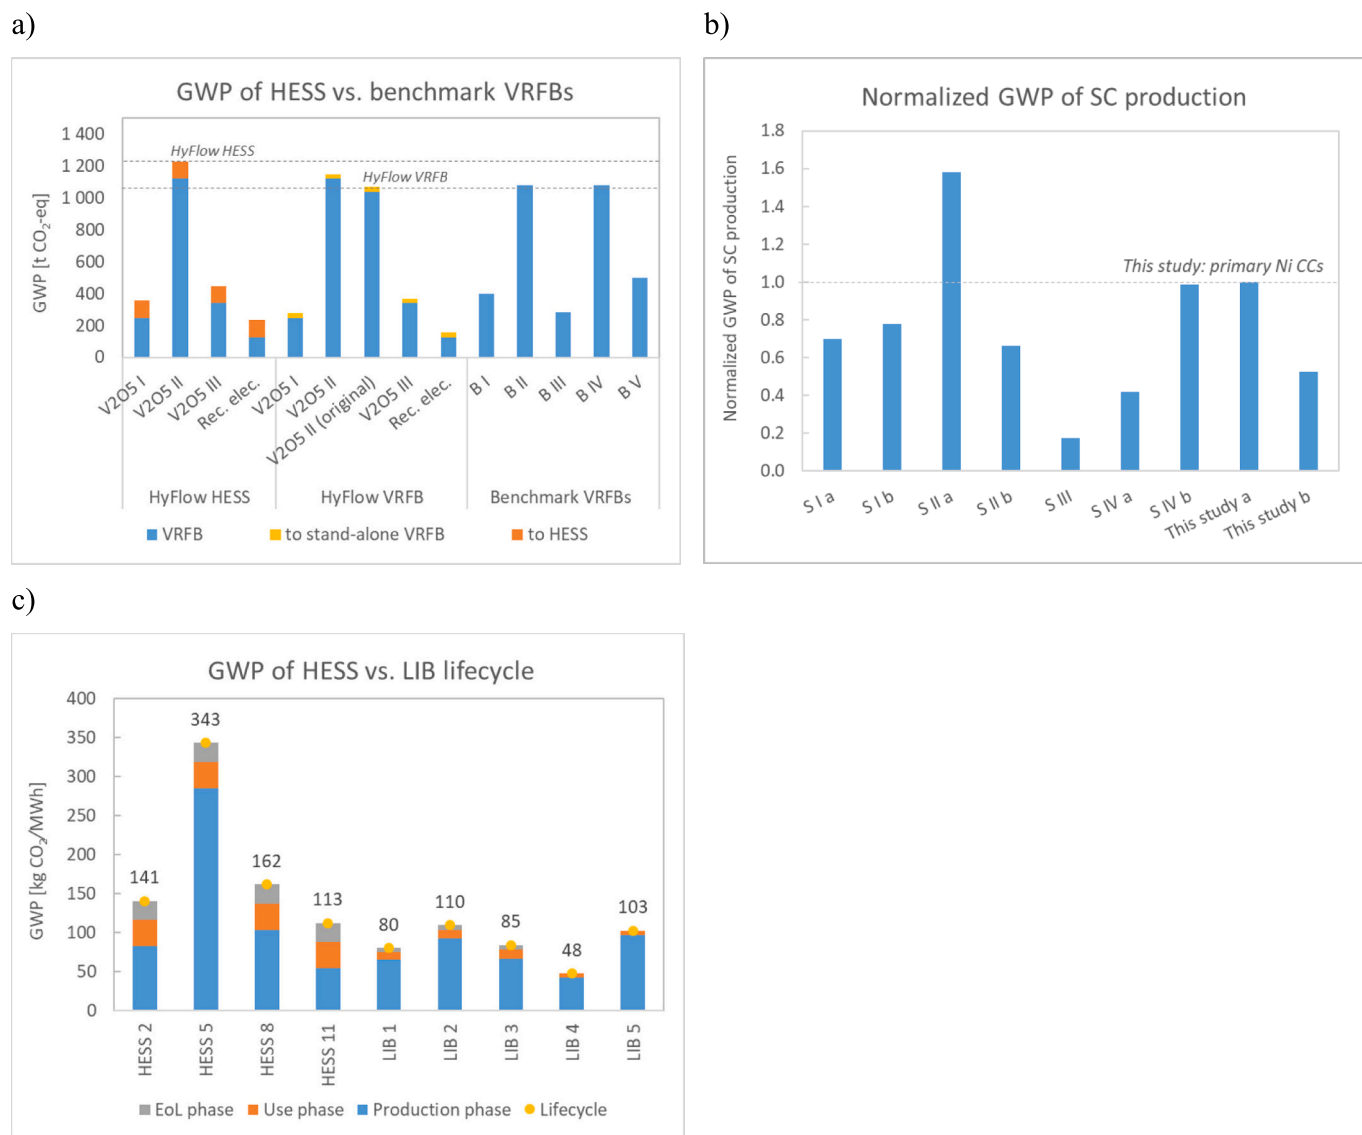 a)
GWP of HESS vs. benchmark VRFBs
GWP [t CO₂-eq]
1 400
1 200
1 000
800
600
400
200
0
HyFlow HESS
HyFlow VRFB
V2O5 I
V2O5 II
V2O5 III
Rec. elec.
V2O5 I
V2O5 II
V2O5 II (original)
V2O5 III
Rec. elec.
B I
B II
B III
B IV
B V
HyFlow HESS
HyFlow VRFB
Benchmark VRFBs
VRFB
to stand-alone VRFB
to HESS
b)
Normalized GWP of SC production
Normalized GWP of SC production
1.8
1.6
1.4
1.2
1.0
0.8
0.6
0.4
0.2
0.0
This study: primary Ni CCs
S I a
S I b
S II a
S II b
S III
S IV a
S IV b
This study a
This study b
c)
GWP of HESS vs. LIB lifecycle
GWP [kg CO₂/MWh]
400
350
300
250
200
150
100
50
0
141
343
162
113
80
110
85
48
103
HESS 2
HESS 5
HESS 8
HESS 11
LIB 1
LIB 2
LIB 3
LIB 4
LIB 5
EoL phase
Use phase
Production phase
Lifecycle